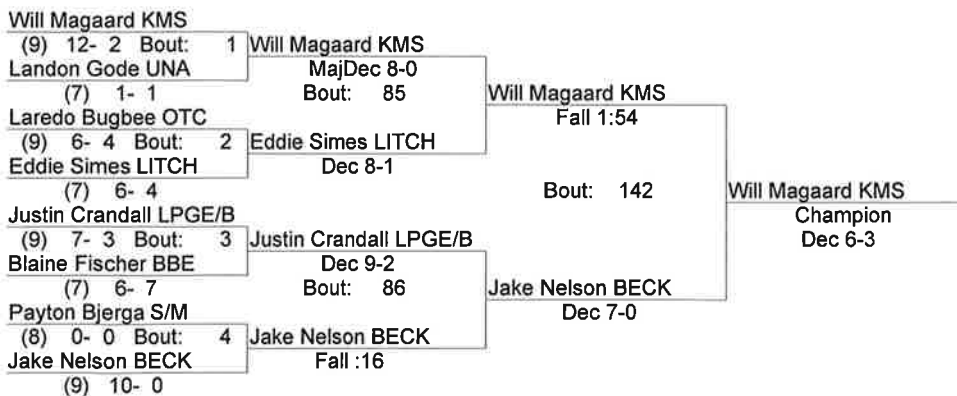 Will Magaard KMS
(9) 12- 2 Bout: 1
Landon Gode UNA
(7) 1- 1
Laredo Bugbee OTC
(9) 6- 4 Bout: 2
Eddie Simes LITCH
(7) 6- 4
Justin Crandall LPGE/B
(9) 7- 3 Bout: 3
Blaine Fischer BBE
(7) 6- 7
Payton Bjerga S/M
(8) 0- 0 Bout: 4
Jake Nelson BECK
(9) 10- 0
Will Magaard KMS
MajDec 8-0
Bout: 85
Eddie Simes LITCH
Dec 8-1
Justin Crandall LPGE/B
Dec 9-2
Bout: 86
Jake Nelson BECK
Fall :16
Will Magaard KMS
Fall 1:54
Bout: 142
Jake Nelson BECK
Dec 7-0
Will Magaard KMS
Champion
Dec 6-3